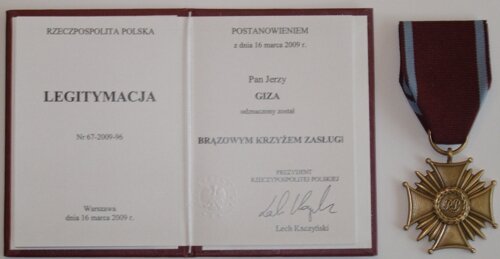 RZECZPOSPOLITA POLSKA
LEGITYMACJA
Nr 67-2009-96
Warszawa
dnia 16 marca 2009 r.
POSTANOWIENIEM
z dnia 16 marca 2009 r.
Pan Jerzy
GIZA
odznaczony został
BRĄZOWYM KRZYŻEM ZASŁUGI
PREZYDENT
RZECZYPOSPOLITEJ POLSKIEJ
Lech Kaczyński
RP